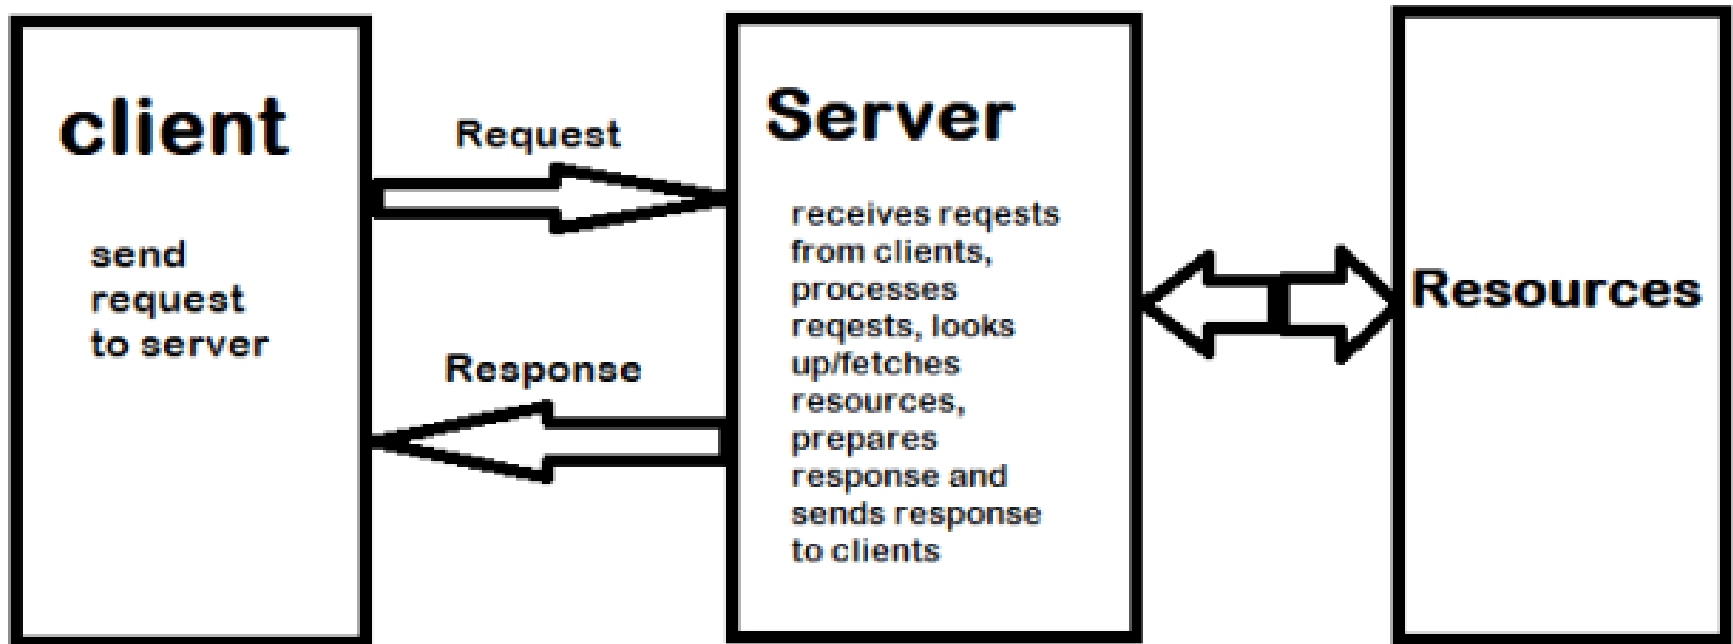 client
send
request
to server
Request
Response
Server
receives reqests
from clients,
processes
reqests, looks
up/fetches
resources,
prepares
response and
sends response
to clients
Resources